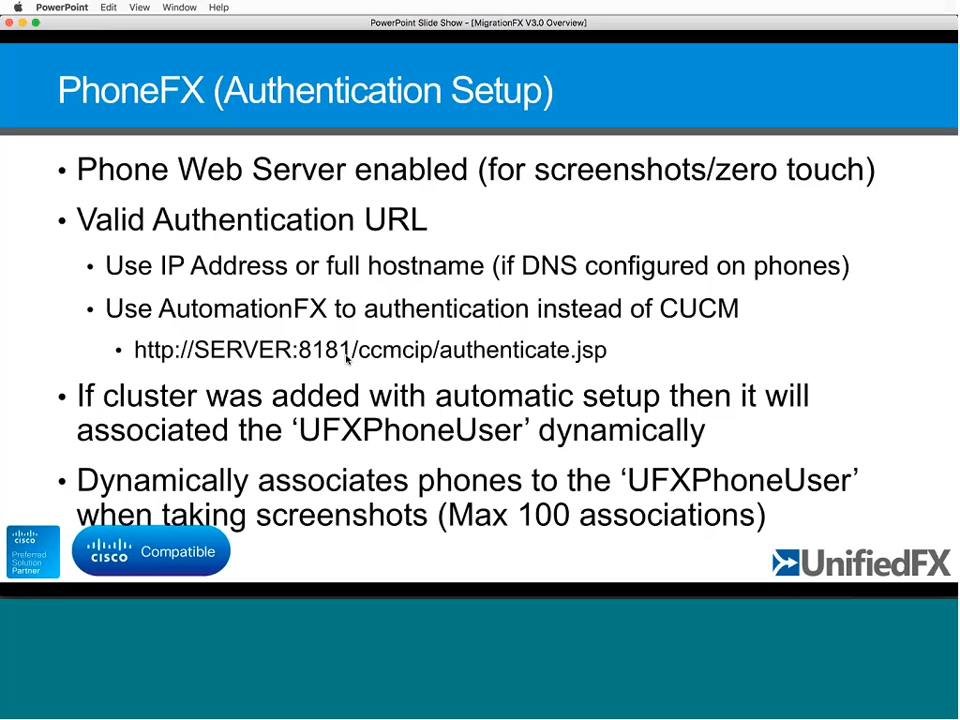 PowerPoint Edit View Window Help
PowerPoint Slide Show - [MigrationFX V3.0 Overview]
PhoneFX (Authentication Setup)
• Phone Web Server enabled (for screenshots/zero touch)
• Valid Authentication URL
• Use IP Address or full hostname (if DNS configured on phones)
• Use AutomationFX to authentication instead of CUCM
• http://SERVER:8181/ccmcip/authenticate.jsp
• If cluster was added with automatic setup then it will
associated the ‘UFXPhoneUser’ dynamically
• Dynamically associates phones to the ‘UFXPhoneUser’
when taking screenshots (Max 100 associations)
CISCO
Preferred
Solution
Partner
CISCO Compatible
UnifiedFX